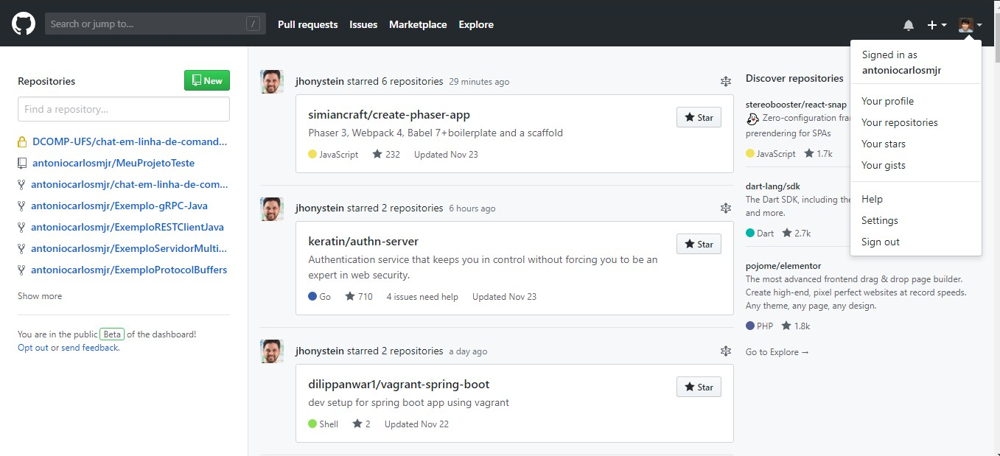 Search or jump to...
/
Pull requests
Issues
Marketplace
Explore
Signed in as
antoniocarlosmjr
Your profile
Your repositories
Your stars
Your gists
Help
Settings
Sign out
Repositories
New
Find a repository...
DCOMP-UFS/chat-em-linha-de-comand...
antoniocarlosmjr/MeuProjetoTeste
antoniocarlosmjr/chat-em-linha-de-com...
antoniocarlosmjr/Exemplo-gRPC-Java
antoniocarlosmjr/ExemploRESTClientJava
antoniocarlosmjr/ExemploServidorMulti...
antoniocarlosmjr/ExemploProtocolBuffers
Show more
You are in the public Beta of the dashboard!
Opt out or send feedback.
jhonystein starred 6 repositories 29 minutes ago
simiancraft/create-phaser-app
Star
Phaser 3, Webpack 4, Babel 7+boilerplate and a scaffold
JavaScript 232 Updated Nov 23
jhonystein starred 2 repositories 6 hours ago
keratin/authn-server
Star
Authentication service that keeps you in control without forcing you to be an
expert in web security.
Go 710 4 issues need help Updated Nov 23
jhonystein starred 2 repositories a day ago
dilippanwar1/vagrant-spring-boot
Star
dev setup for spring boot app using vagrant
Shell 2 Updated Nov 22
Discover repositories
stereobooster/react-snap
Zero-configuration fra
prerendering for SPAs
JavaScript 1.7k
dart-lang/sdk
The Dart SDK, including the
and more.
Dart 2.7k
pojome/elementor
The most advanced frontend drag & drop page builder.
Create high-end, pixel perfect websites at record speeds.
Any theme, any page, any design.
PHP 1.8k
Go to Explore →